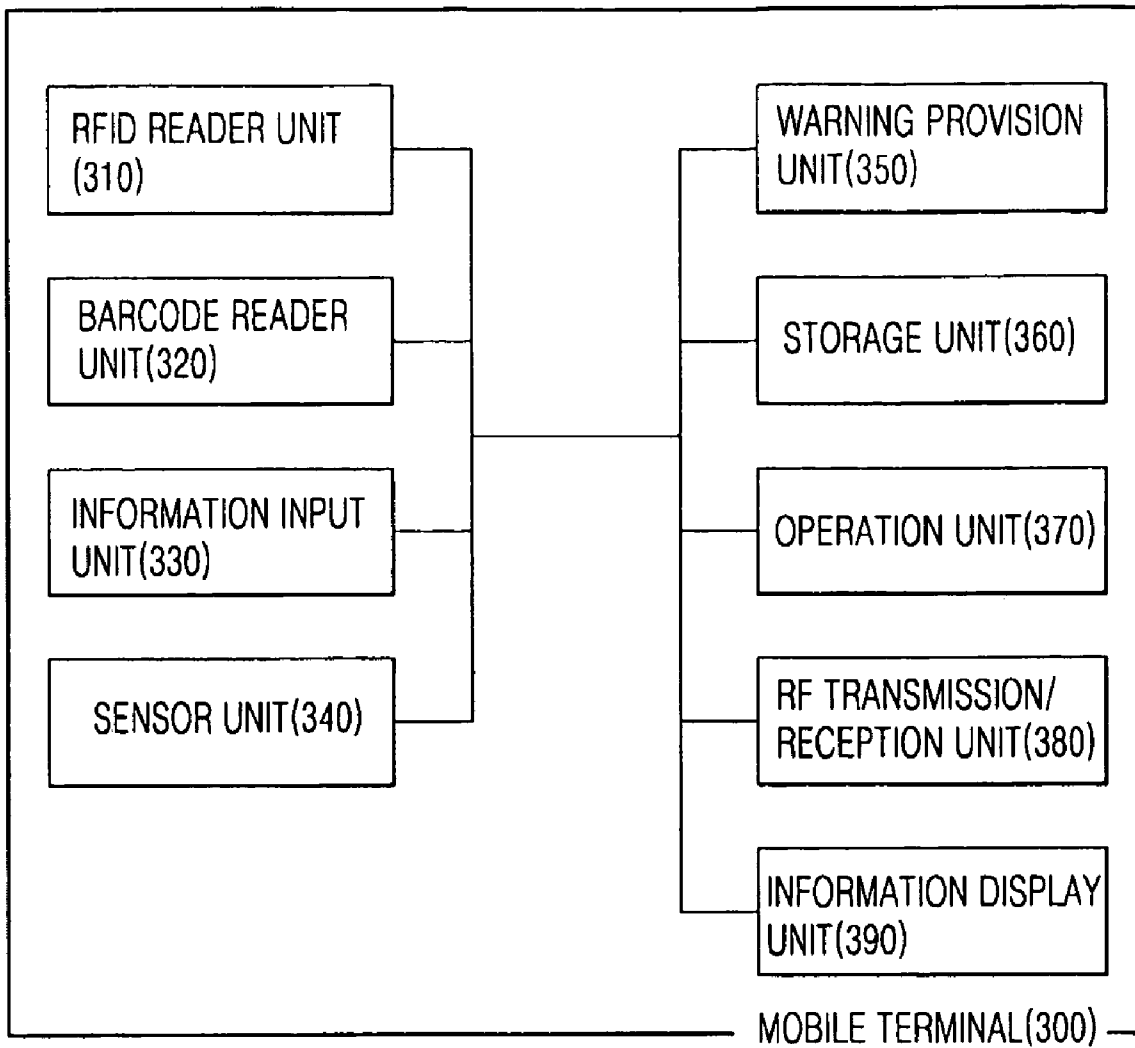 RFID READER UNIT
(310)
BARCODE READER
UNIT(320)
INFORMATION INPUT
UNIT(330)
SENSOR UNIT(340)
WARNING PROVISION
UNIT(350)
STORAGE UNIT(360)
OPERATION UNIT(370)
RF TRANSMISSION/
RECEPTION UNIT(380)
INFORMATION DISPLAY
UNIT(390)
MOBILE TERMINAL(300)